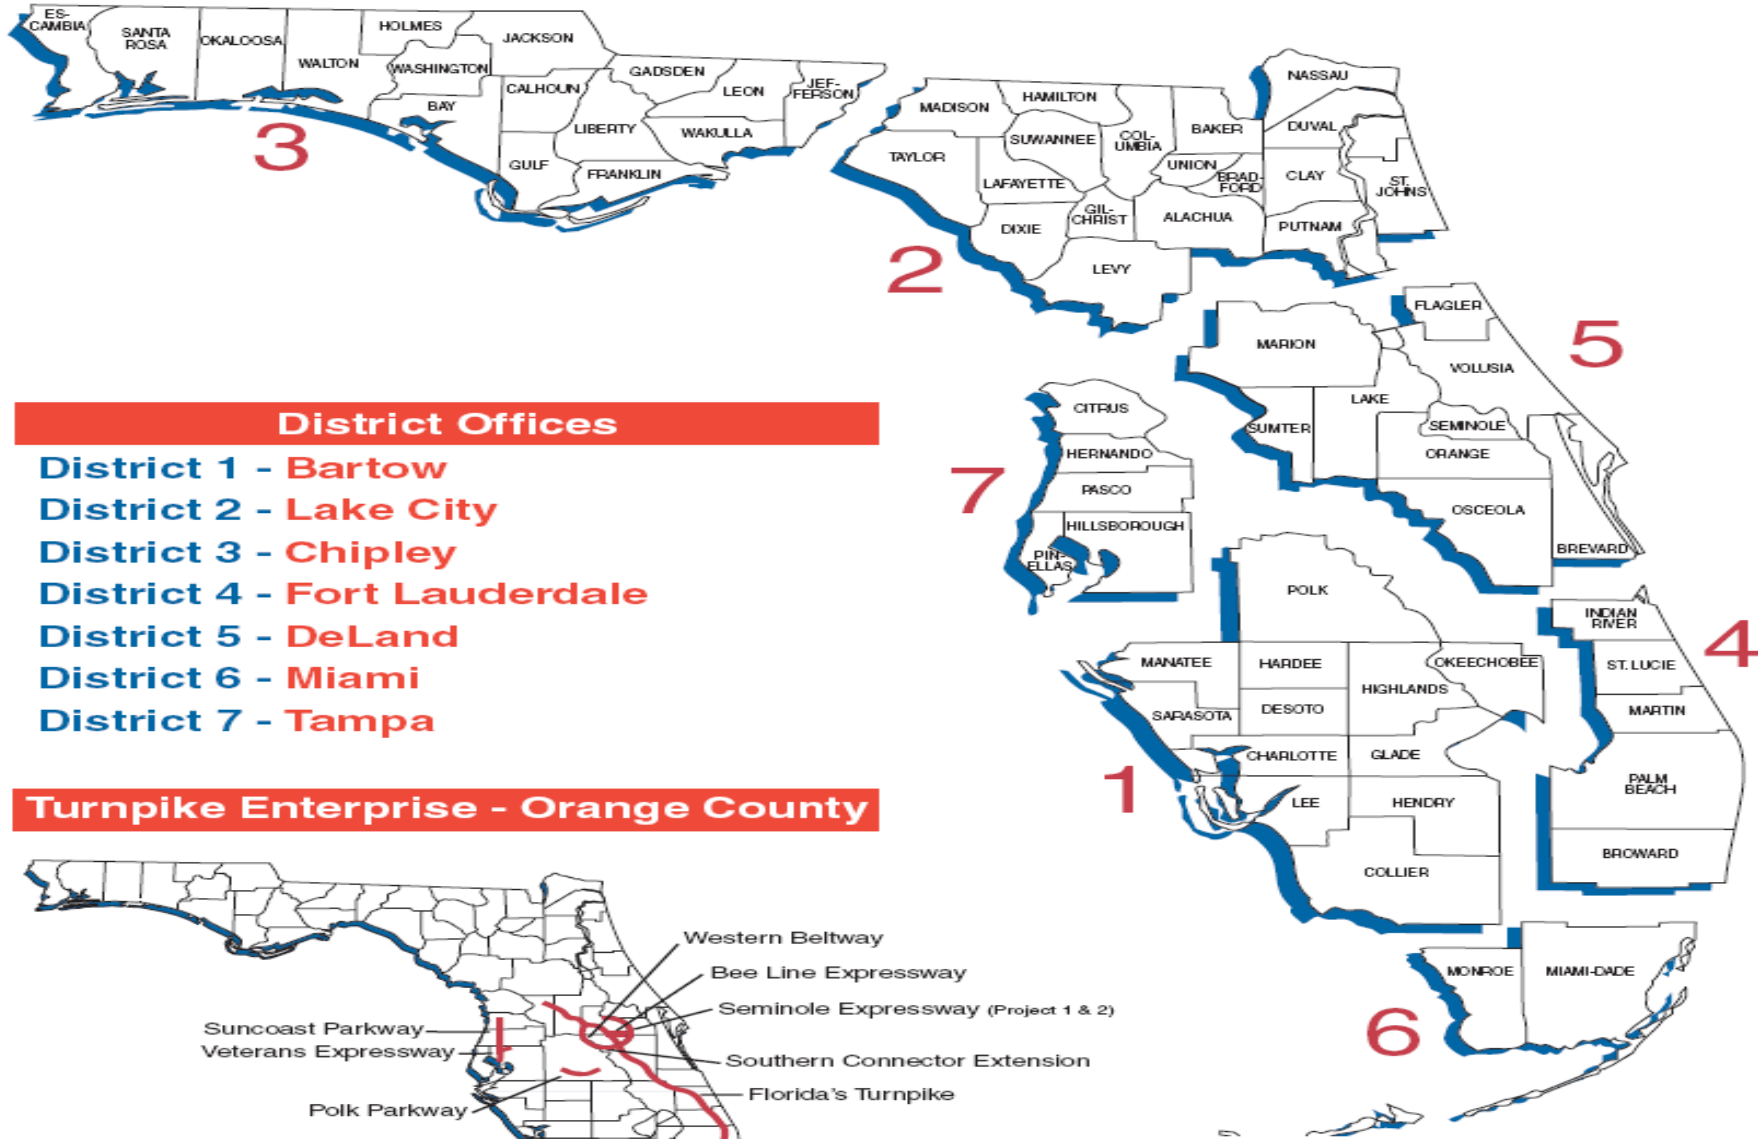 ES-
CAMBIA
SANTA
ROSA
OKALOOSA
WALTON
HOLMES
WASHINGTON
BAY
JACKSON
CALHOUN
GULF
LIBERTY
GADSDEN
FRANKLIN
LEON
WAKULLA
JEF-
FERSON
3
MADISON
TAYLOR
HAMILTON
SUWANNEE
LAFAYETTE
DIXIE
COL-
UMBIA
GIL-
CHRIST
LEVY
BAKER
UNION
BRAD-
FORD
ALACHUA
NASSAU
DUVAL
CLAY
PUTNAM
ST.
JOHNS
2
FLAGLER
MARION
VOLUSIA
LAKE
SUMTER
SEMINOLE
ORANGE
OSCEOLA
BREVARD
5
CITRUS
HERNANDO
PASCO
HILLSBOROUGH
PIN-
ELLAS
7
POLK
MANATEE
HARDEE
OKEECHOBEE
HIGHLANDS
SARASOTA
DESOTO
CHARLOTTE
GLADE
LEE
HENDRY
COLLIER
1
INDIAN
RIVER
ST. LUCIE
MARTIN
PALM
BEACH
BROWARD
4
MONROE
MIAMI-DADE
6
District Offices
District 1 - Bartow
District 2 - Lake City
District 3 - Chipley
District 4 - Fort Lauderdale
District 5 - DeLand
District 6 - Miami
District 7 - Tampa
Turnpike Enterprise - Orange County
Western Beltway
Bee Line Expressway
Seminole Expressway (Project 1 & 2)
Suncoast Parkway
Veterans Expressway
Southern Connector Extension
Florida's Turnpike
Polk Parkway